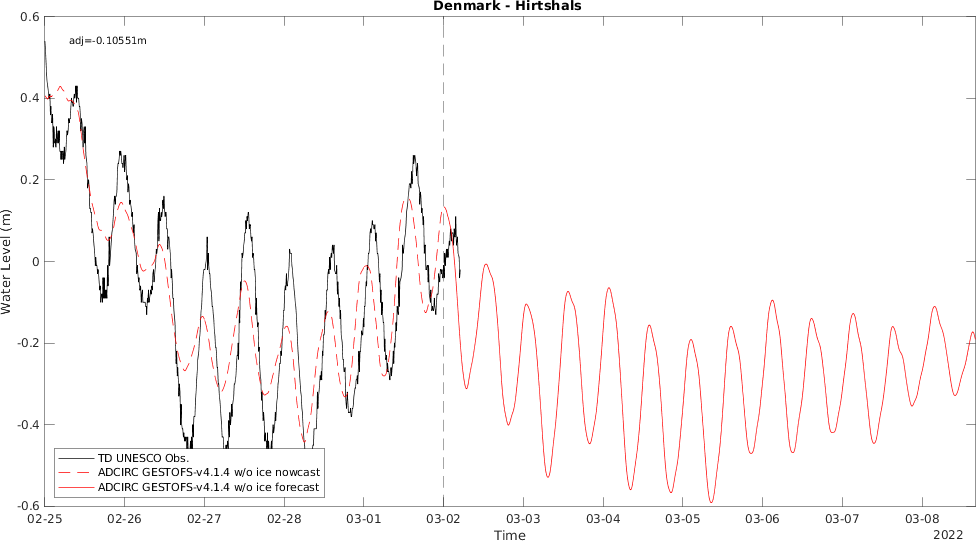 Denmark - Hirtshals
0.6
adj=-0.10551m
0.4
0.2
0
-0.2
-0.4
-0.6
Water Level (m)
TD UNESCO Obs.
ADCIRC GESTOFS-v4.1.4 w/o ice nowcast
ADCIRC GESTOFS-v4.1.4 w/o ice forecast
02-25 02-26 02-27 02-28 03-01 03-02 03-03 03-04 03-05 03-06 03-07 03-08
Time
2022